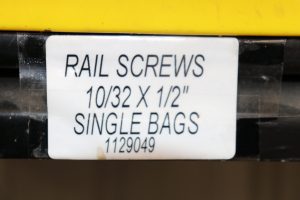 RAIL SCREWS
10/32 X 1/2"
SINGLE BAGS
1129049